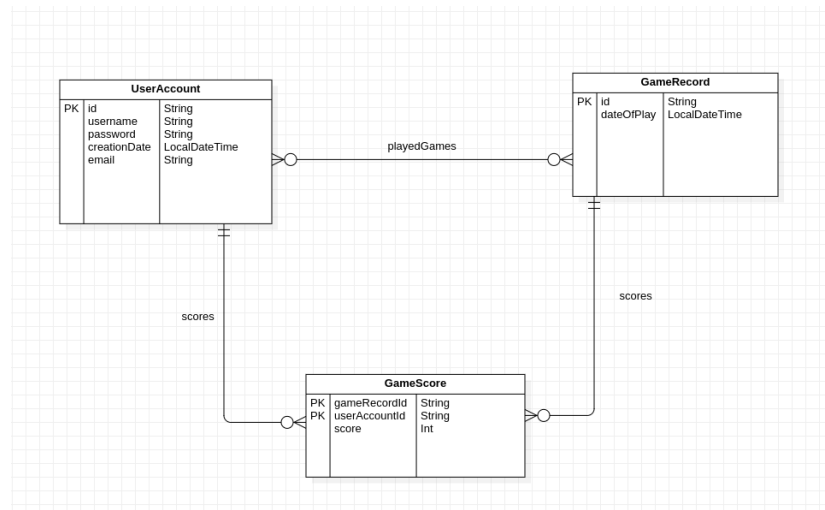 UserAccount
PK id String
username String
password String
creationDate LocalDateTime
email String
GameRecord
PK id String
dateOfPlay LocalDateTime
playedGames
scores
scores
GameScore
PK gameRecordId String
PK userAccountId String
score Int